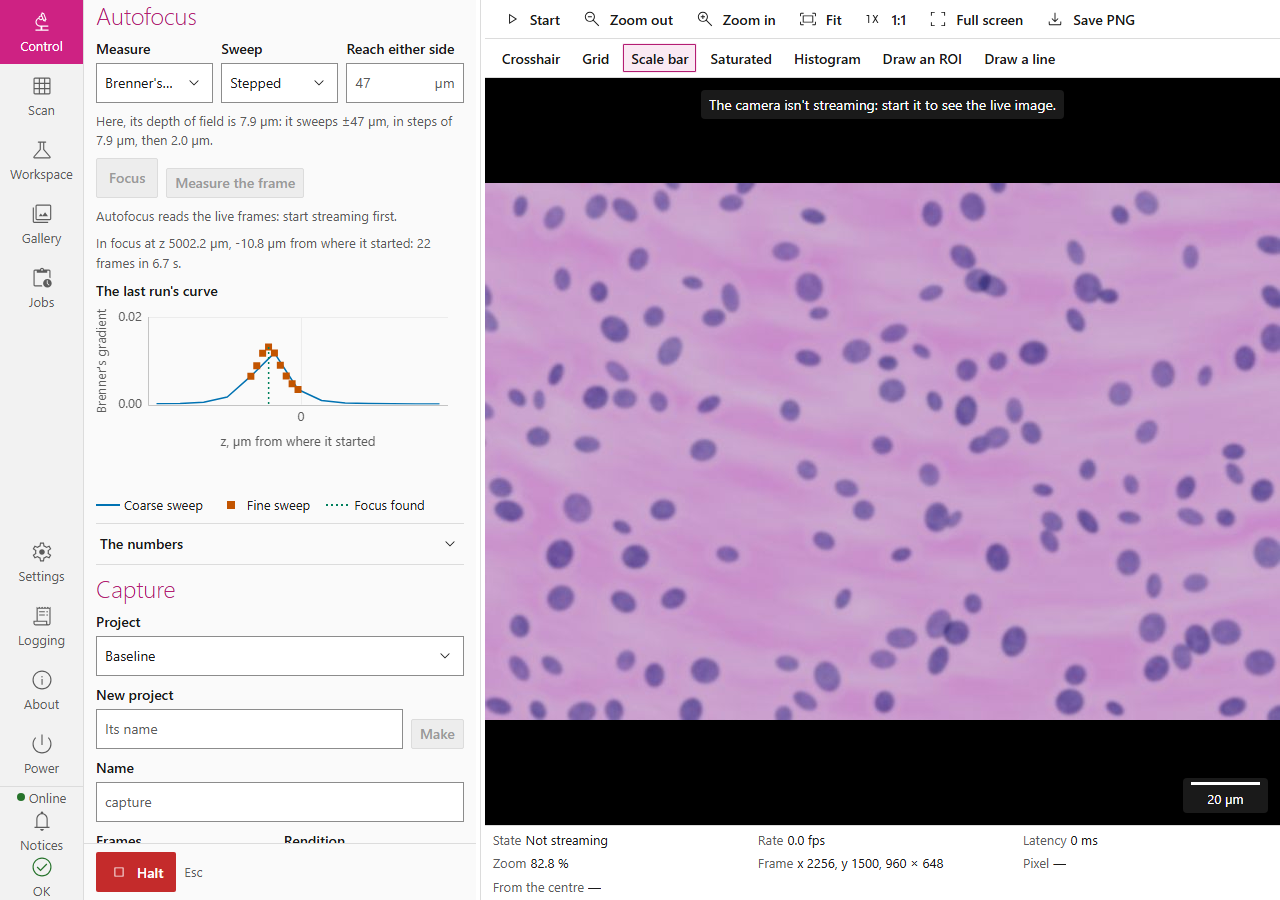 Control
Scan
Workspace
Gallery
Jobs
Settings
Logging
About
Power
Online
Notices
OK
Autofocus
Measure
Sweep
Reach either side
Brenner's...
Stepped
47 µm
Here, its depth of field is 7.9 µm: it sweeps ±47 µm, in steps of
7.9 µm, then 2.0 µm.
Focus
Measure the frame
Autofocus reads the live frames: start streaming first.
In focus at z 5002.2 µm, -10.8 µm from where it started: 22
frames in 6.7 s.
The last run's curve
Brenner's gradient
0.02
0.00
0
z, µm from where it started
Coarse sweep
Fine sweep
Focus found
The numbers
Capture
Project
Baseline
New project
Its name
Make
Name
capture
Frames
Rendition
Halt
Esc
Start
Zoom out
Zoom in
Fit
1X 1:1
Full screen
Save PNG
Crosshair
Grid
Scale bar
Saturated
Histogram
Draw an ROI
Draw a line
The camera isn't streaming: start it to see the live image.
20 µm
State Not streaming
Rate 0.0 fps
Latency 0 ms
Zoom 82.8 %
Frame x 2256, y 1500, 960 × 648
Pixel —
From the centre —